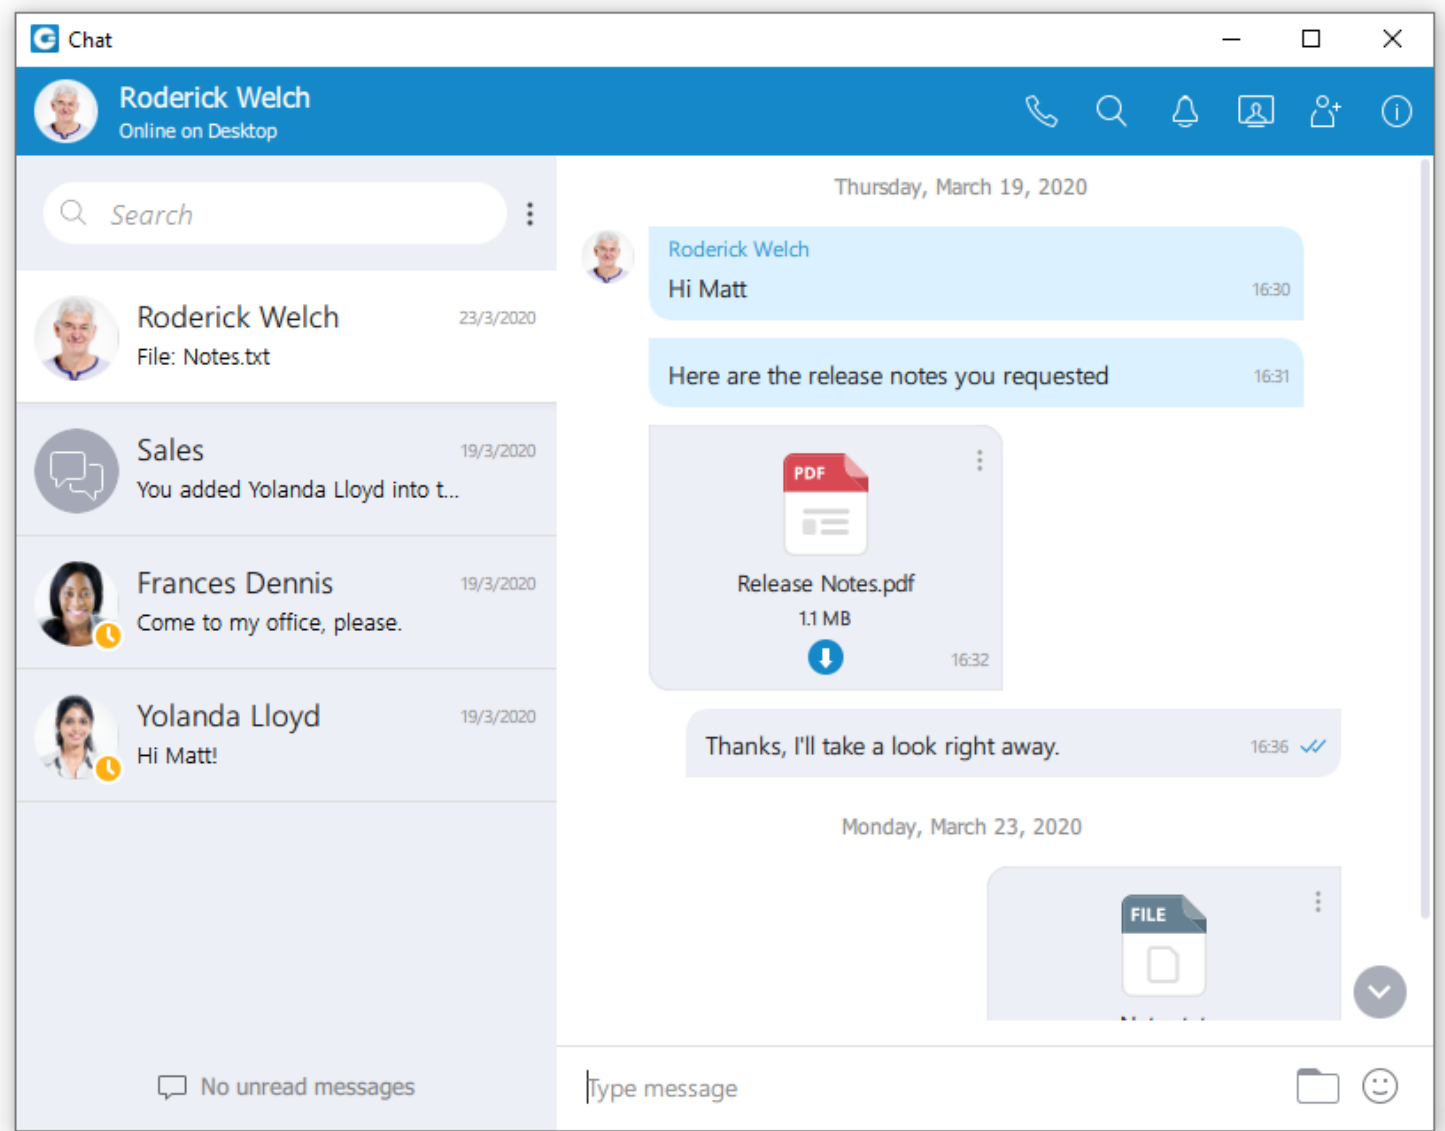 Chat
Roderick Welch
Online on Desktop
Search
Roderick Welch
23/3/2020
File: Notes.txt
Sales
19/3/2020
You added Yolanda Lloyd into t...
Frances Dennis
19/3/2020
Come to my office, please.
Yolanda Lloyd
19/3/2020
Hi Matt!
No unread messages
Thursday, March 19, 2020
Roderick Welch
Hi Matt
16:30
Here are the release notes you requested
16:31
PDF
Release Notes.pdf
1.1 MB
16:32
Thanks, I'll take a look right away.
16:36
Monday, March 23, 2020
FILE
Type message